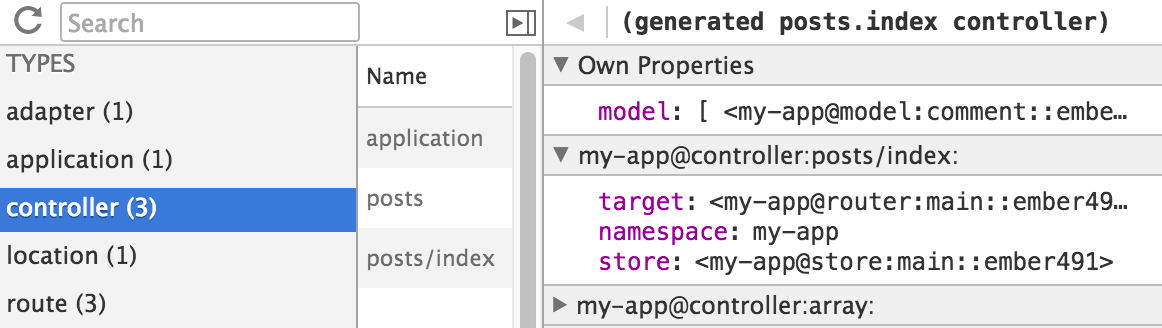 Search
TYPES
adapter (1)
application (1)
controller (3)
location (1)
route (3)
Name
application
posts
posts/index
(generated posts.index controller)
Own Properties
model: [ <my-app@model:comment::embe…
my-app@controller:posts/index:
target: <my-app@router:main::ember49…
namespace: my-app
store: <my-app@store:main::ember491>
my-app@controller:array: